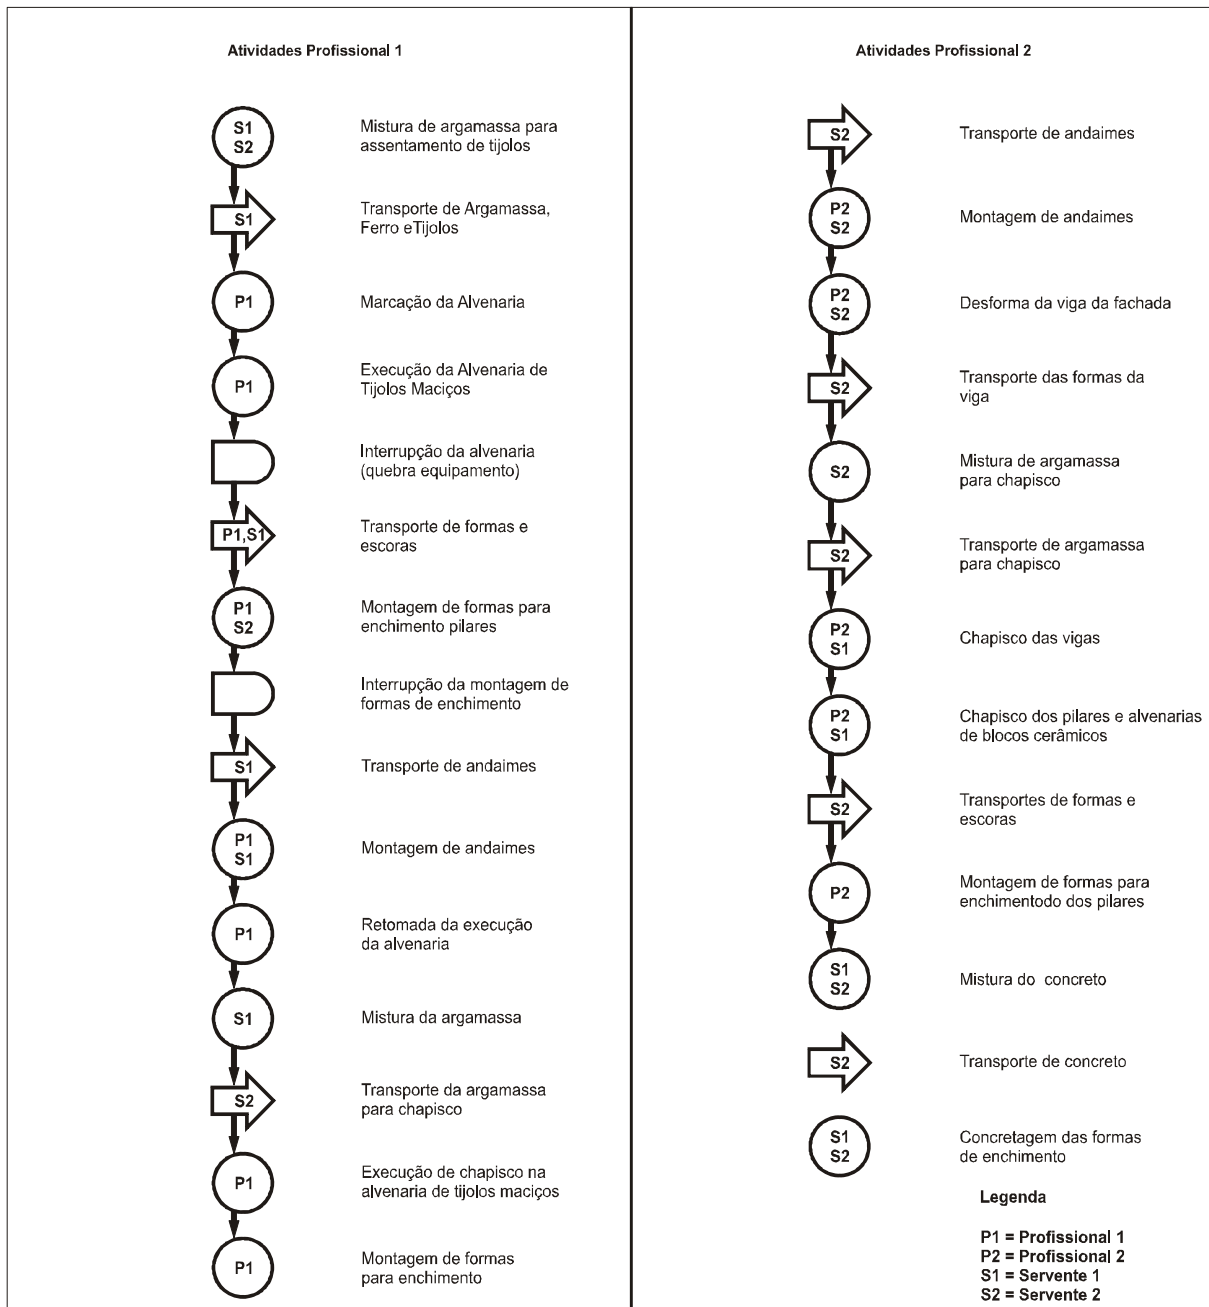 Atividades Profissional 1
S1
S2
Mistura de argamassa para
assentamento de tijolos
S1
Transporte de Argamassa,
Ferro eTijolos
P1
Marcação da Alvenaria
P1
Execução da Alvenaria de
Tijolos Maciços
Interrupção da alvenaria
(quebra equipamento)
P1,S1
Transporte de formas e
escoras
P1
S2
Montagem de formas para
enchimento pilares
Interrupção da montagem de
formas de enchimento
S1
Transporte de andaimes
P1
S1
Montagem de andaimes
P1
Retomada da execução
da alvenaria
S1
Mistura da argamassa
S2
Transporte da argamassa
para chapisco
P1
Execução de chapisco na
alvenaria de tijolos maciços
P1
Montagem de formas
para enchimento
Atividades Profissional 2
S2
Transporte de andaimes
P2
S2
Montagem de andaimes
P2
S2
Desforma da viga da fachada
S2
Transporte das formas da
viga
S2
Mistura de argamassa
para chapisco
S2
Transporte de argamassa
para chapisco
P2
S1
Chapisco das vigas
P2
S1
Chapisco dos pilares e alvenarias
de blocos cerâmicos
S2
Transportes de formas e
escoras
P2
Montagem de formas para
enchimentodo dos pilares
S1
S2
Mistura do concreto
S2
Transporte de concreto
S1
S2
Concretagem das formas
de enchimento
Legenda
P1 = Profissional 1
P2 = Profissional 2
S1 = Servente 1
S2 = Servente 2